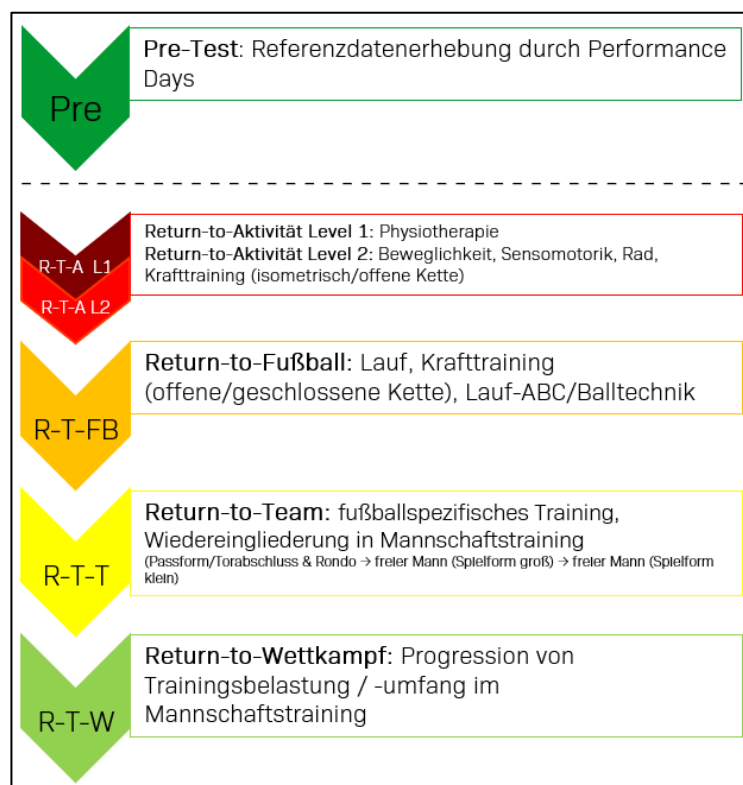 Pre
Pre-Test: Referenzdatenerhebung durch Performance
Days
R-T-A L1
R-T-A L2
Return-to-Aktivität Level 1: Physiotherapie
Return-to-Aktivität Level 2: Beweglichkeit, Sensomotorik, Rad,
Krafttraining (isometrisch/offene Kette)
R-T-FB
Return-to-Fußball: Lauf, Krafttraining
(offene/geschlossene Kette), Lauf-ABC/Balltechnik
R-T-T
Return-to-Team: fußballspezifisches Training,
Wiedereingliederung in Mannschaftstraining
(Passform/Torabschluss & Rondo → freier Mann (Spielform groß) → freier Mann (Spielform
klein)
R-T-W
Return-to-Wettkampf: Progression von
Trainingsbelastung / -umfang im
Mannschaftstraining